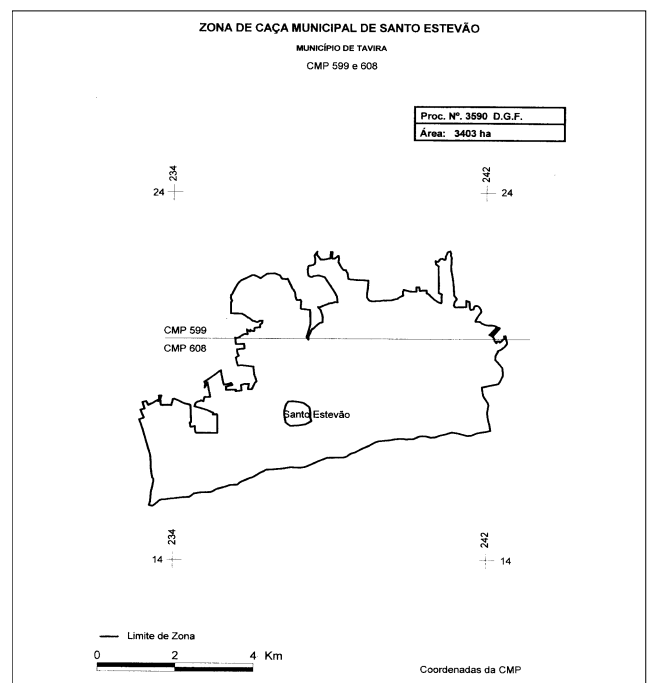 ZONA DE CAÇA MUNICIPAL DE SANTO ESTEVÃO
MUNICÍPIO DE TAVIRA
CMP 599 e 608
Proc. Nº. 3590 D.G.F.
Área: 3403 ha
234
242
24
24
CMP 599
CMP 608
Santo Estevão
234
242
14
14
Limite de Zona
0 2 4 Km
Coordenadas da CMP